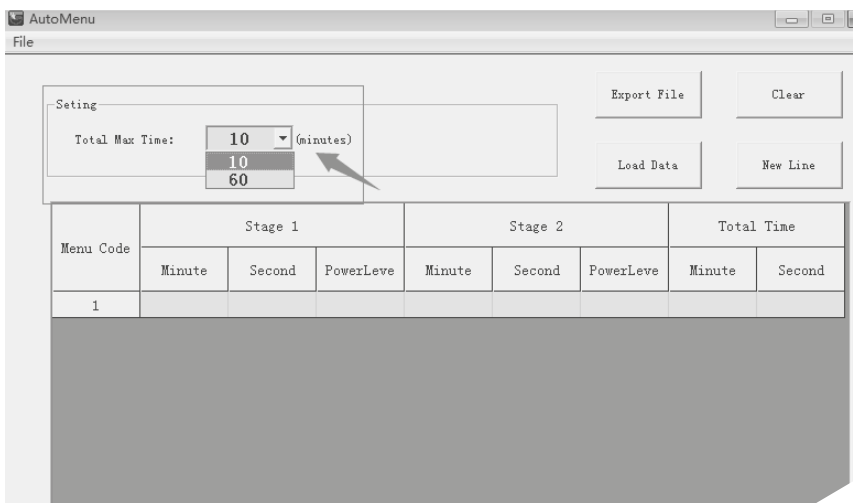 AutoMenu
File
Seting
Total Max Time: 10 (minutes)
10
60
Export File
Clear
Load Data
New Line
Menu Code Stage 1 Stage 2 Total Time
Minute Second PowerLeve Minute Second PowerLeve Minute Second
1